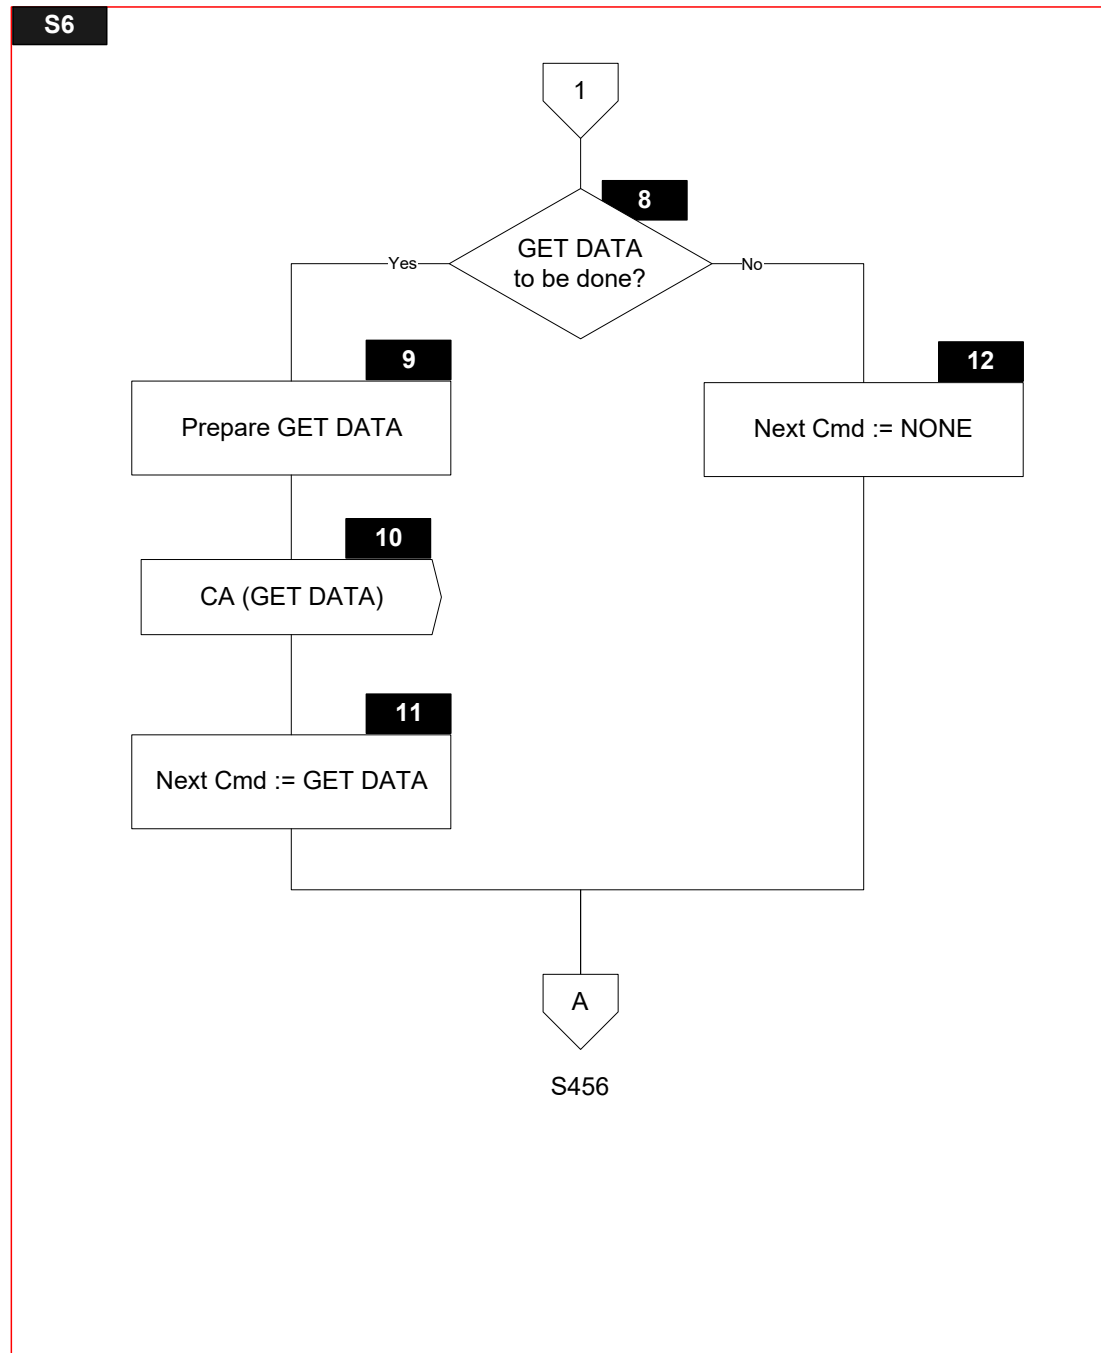 S6
1
8
GET DATA
to be done?
Yes
No
9
Prepare GET DATA
12
Next Cmd := NONE
10
CA (GET DATA)
11
Next Cmd := GET DATA
A
S456